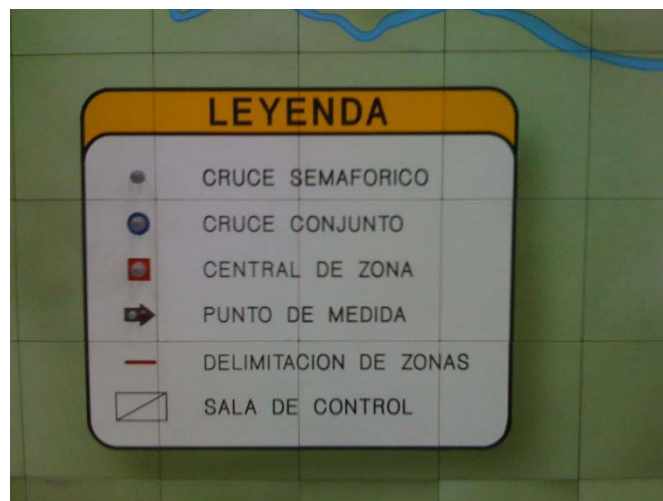 LEYENDA
CRUCE SEMAFORICO
CRUCE CONJUNTO
CENTRAL DE ZONA
PUNTO DE MEDIDA
DELIMITACION DE ZONAS
SALA DE CONTROL